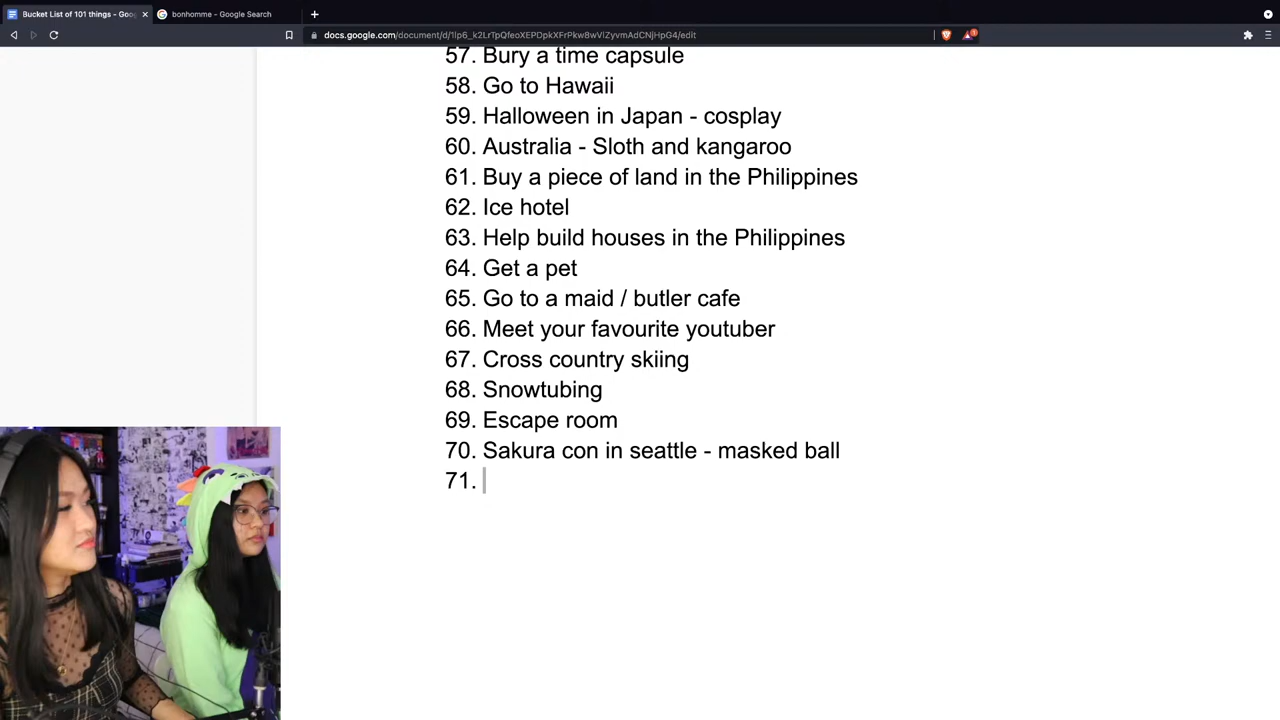 Bucket List of 101 things - Goo
bonhomme - Google Search
docs.google.com/document/d/1lp6_k2LrTpQfeoXEPDpkXFrPkw8wViZyvmAdCNjHpG4/edit
57. Bury a time capsule
58. Go to Hawaii
59. Halloween in Japan - cosplay
60. Australia - Sloth and kangaroo
61. Buy a piece of land in the Philippines
62. Ice hotel
63. Help build houses in the Philippines
64. Get a pet
65. Go to a maid / butler cafe
66. Meet your favourite youtuber
67. Cross country skiing
68. Snowtubing
69. Escape room
70. Sakura con in seattle - masked ball
71.